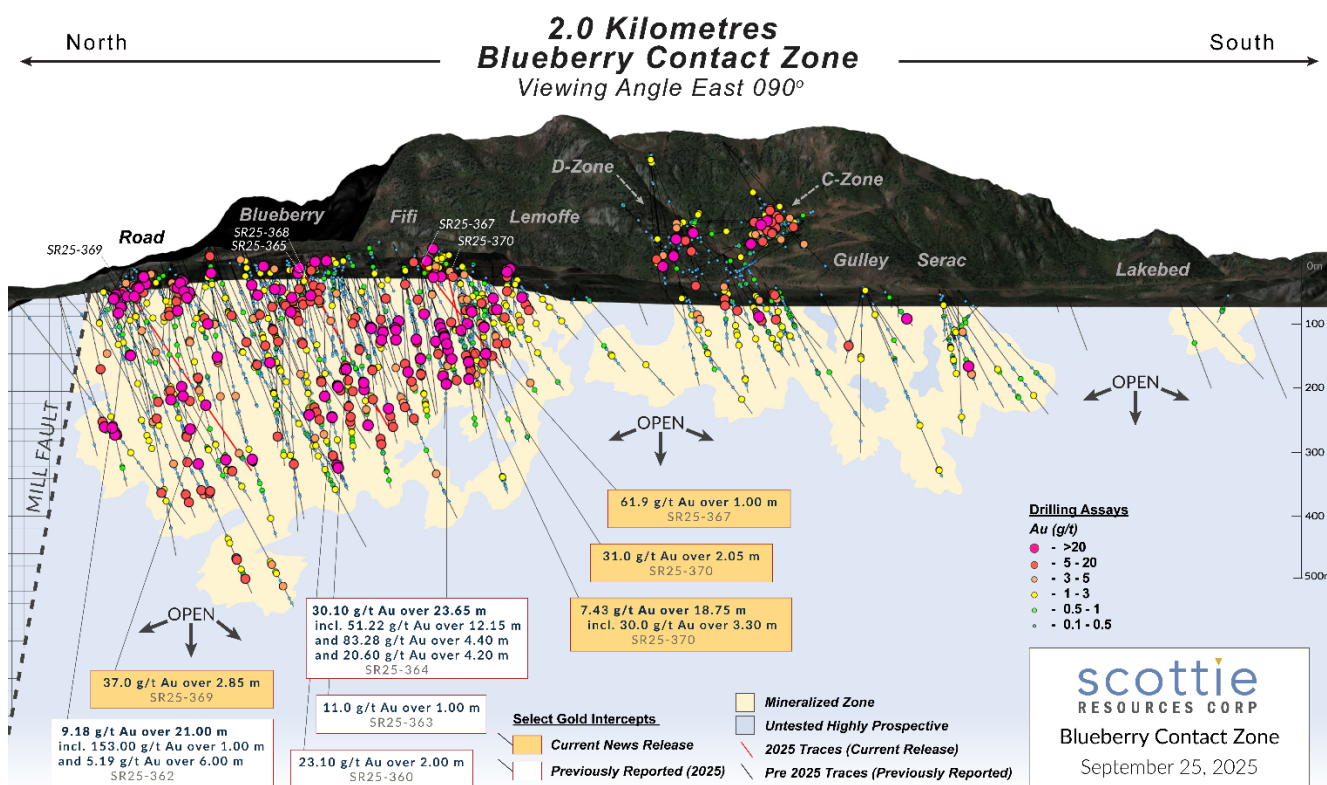 2.0 Kilometres
Blueberry Contact Zone
Viewing Angle East 090º
North
South
D-Zone
C-Zone
Blueberry
SR25-368
SR25-365
Fifi
SR25-367
SR25-370
Lemoffe
Road
SR25-369
Gulley
Serac
Lakebed
0m
100
200
300
400
500m
MILL FAULT
OPEN
OPEN
OPEN
61.9 g/t Au over 1.00 m
SR25-367
31.0 g/t Au over 2.05 m
SR25-370
7.43 g/t Au over 18.75 m
incl. 30.0 g/t Au over 3.30 m
SR25-370
30.10 g/t Au over 23.65 m
incl. 51.22 g/t Au over 12.15 m
and 83.28 g/t Au over 4.40 m
and 20.60 g/t Au over 4.20 m
SR25-364
37.0 g/t Au over 2.85 m
SR25-369
11.0 g/t Au over 1.00 m
SR25-363
9.18 g/t Au over 21.00 m
incl. 153.00 g/t Au over 1.00 m
and 5.19 g/t Au over 6.00 m
SR25-362
23.10 g/t Au over 2.00 m
SR25-360
Select Gold Intercepts
Current News Release
Previously Reported (2025)
Mineralized Zone
Untested Highly Prospective
2025 Traces (Current Release)
Pre 2025 Traces (Previously Reported)
Drilling Assays
Au (g/t)
- >20
- 5 - 20
- 3 - 5
- 1 - 3
- 0.5 - 1
- 0.1 - 0.5
scottie
RESOURCES CORP
Blueberry Contact Zone
September 25, 2025